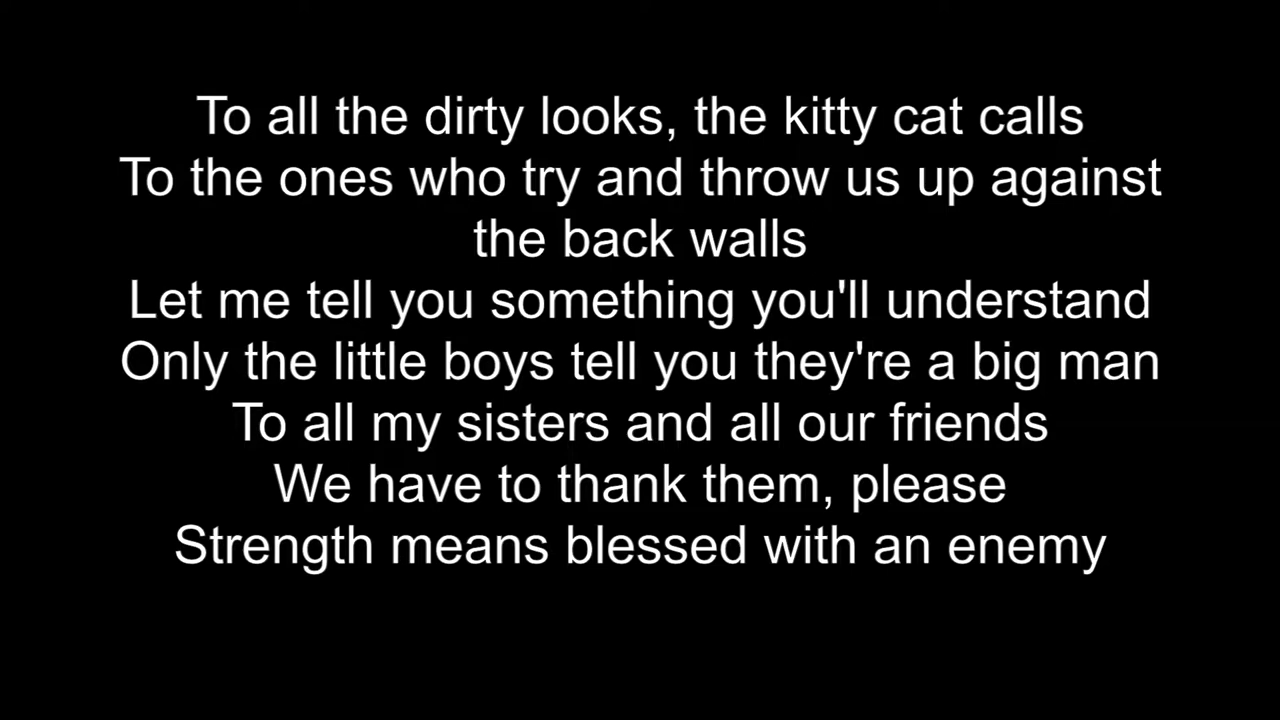 To all the dirty looks, the kitty cat calls
To the ones who try and throw us up against
the back walls
Let me tell you something you'll understand
Only the little boys tell you they're a big man
To all my sisters and all our friends
We have to thank them, please
Strength means blessed with an enemy